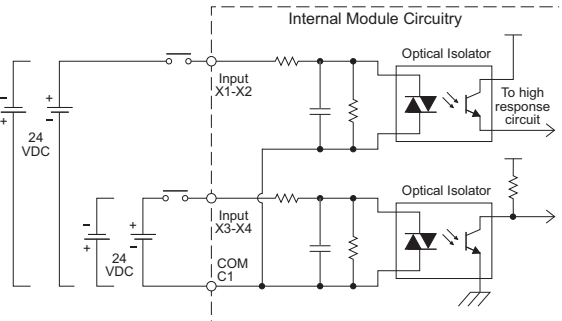 Internal Module Circuitry
Optical Isolator
Input
X1-X2
To high
response
circuit
-
+
+
-
24
VDC
Optical Isolator
Input
X3-X4
-
+
+
-
24
VDC
COM
C1